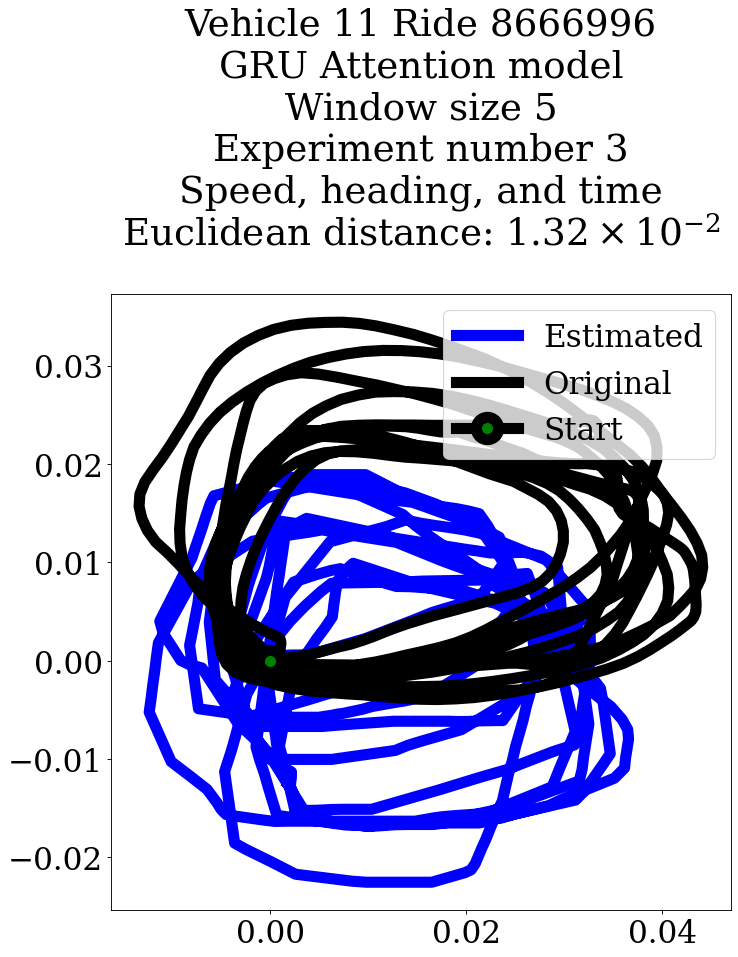 Vehicle 11 Ride 8666996
GRU Attention model
Window size 5
Experiment number 3
Speed, heading, and time
Euclidean distance: 1.32 × 10⁻²
Estimated
Original
Start
0.03
0.02
0.01
0.00
−0.01
−0.02
0.00 0.02 0.04